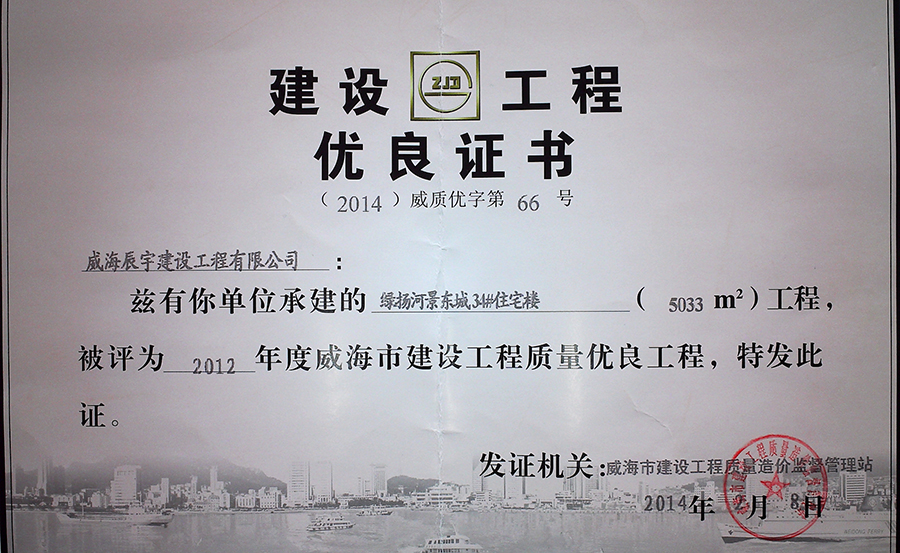 建设 ZJD 工程
优良证书
（2014）威质优字第 66 号
威海辰宇建设工程有限公司：
兹有你单位承建的 绿扬河景东城34#住宅楼 （ 5033 m²）工程，
被评为 2012 年度威海市建设工程质量优良工程，特发此
证。
发证机关：威海市建设工程质量造价监督管理站
2014年 2月 8日